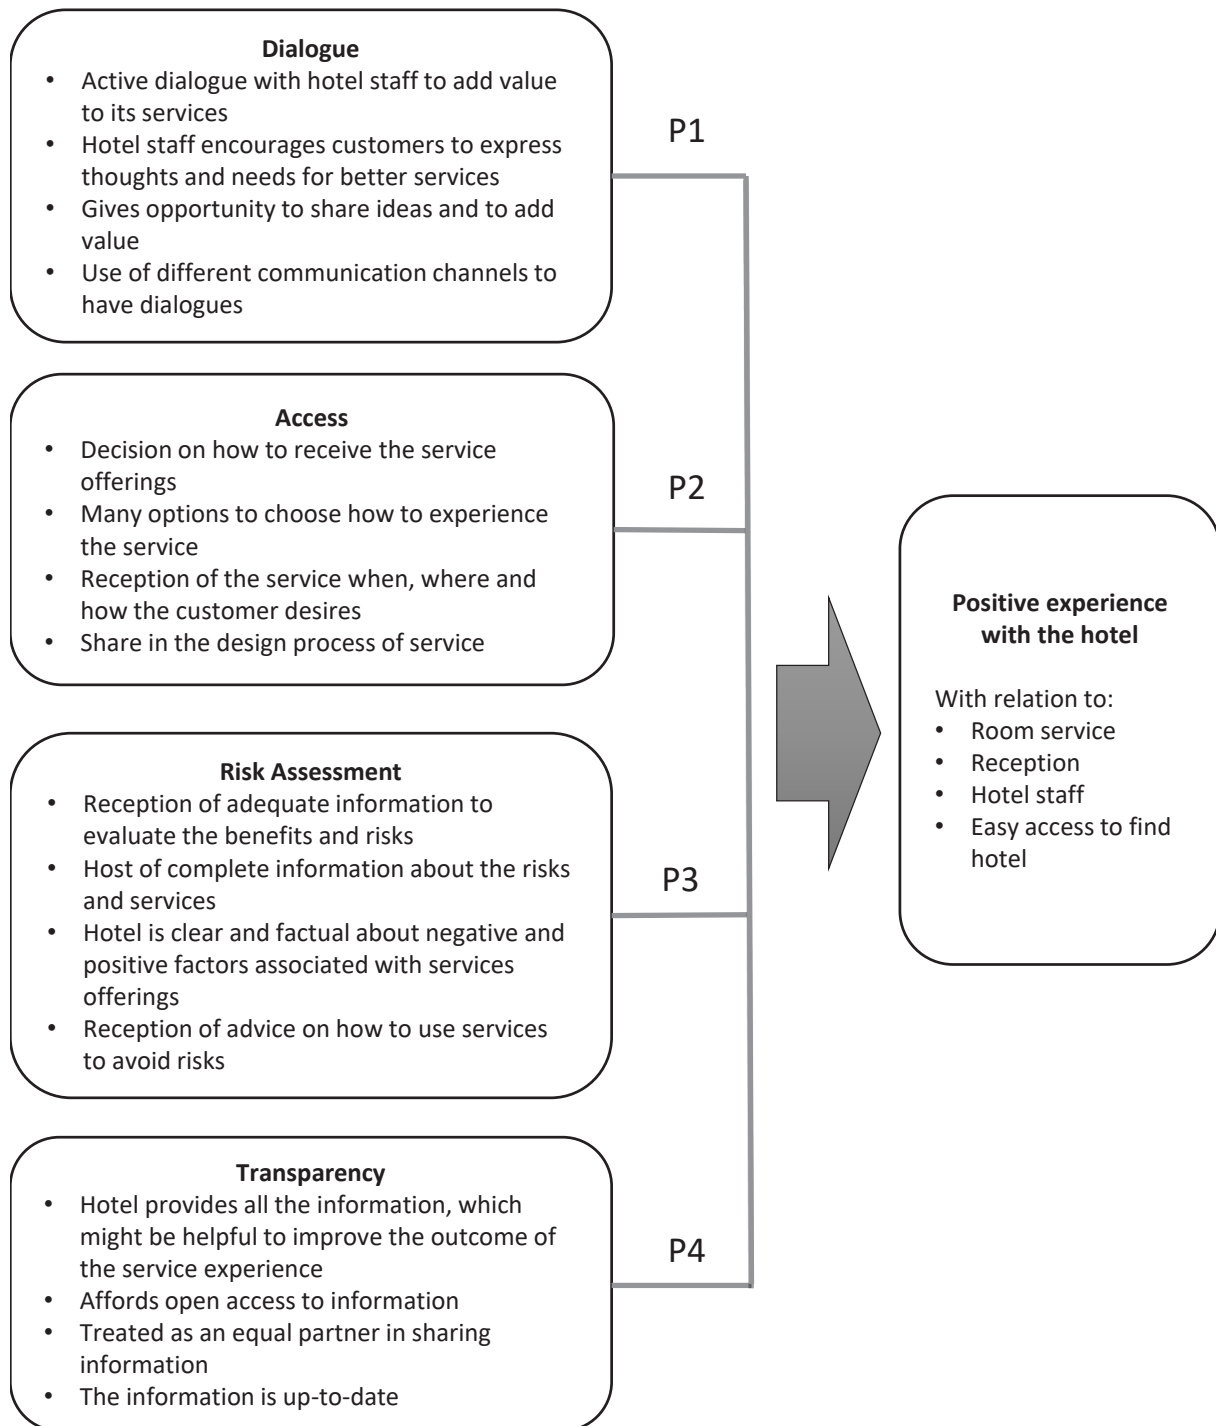 Dialogue
• Active dialogue with hotel staff to add value
to its services
• Hotel staff encourages customers to express
thoughts and needs for better services
• Gives opportunity to share ideas and to add
value
• Use of different communication channels to
have dialogues
P1
Access
• Decision on how to receive the service
offerings
• Many options to choose how to experience
the service
• Reception of the service when, where and
how the customer desires
• Share in the design process of service
P2
Risk Assessment
• Reception of adequate information to
evaluate the benefits and risks
• Host of complete information about the risks
and services
• Hotel is clear and factual about negative and
positive factors associated with services
offerings
• Reception of advice on how to use services
to avoid risks
P3
Transparency
• Hotel provides all the information, which
might be helpful to improve the outcome of
the service experience
• Affords open access to information
• Treated as an equal partner in sharing
information
• The information is up-to-date
P4
Positive experience
with the hotel
With relation to:
• Room service
• Reception
• Hotel staff
• Easy access to find
hotel